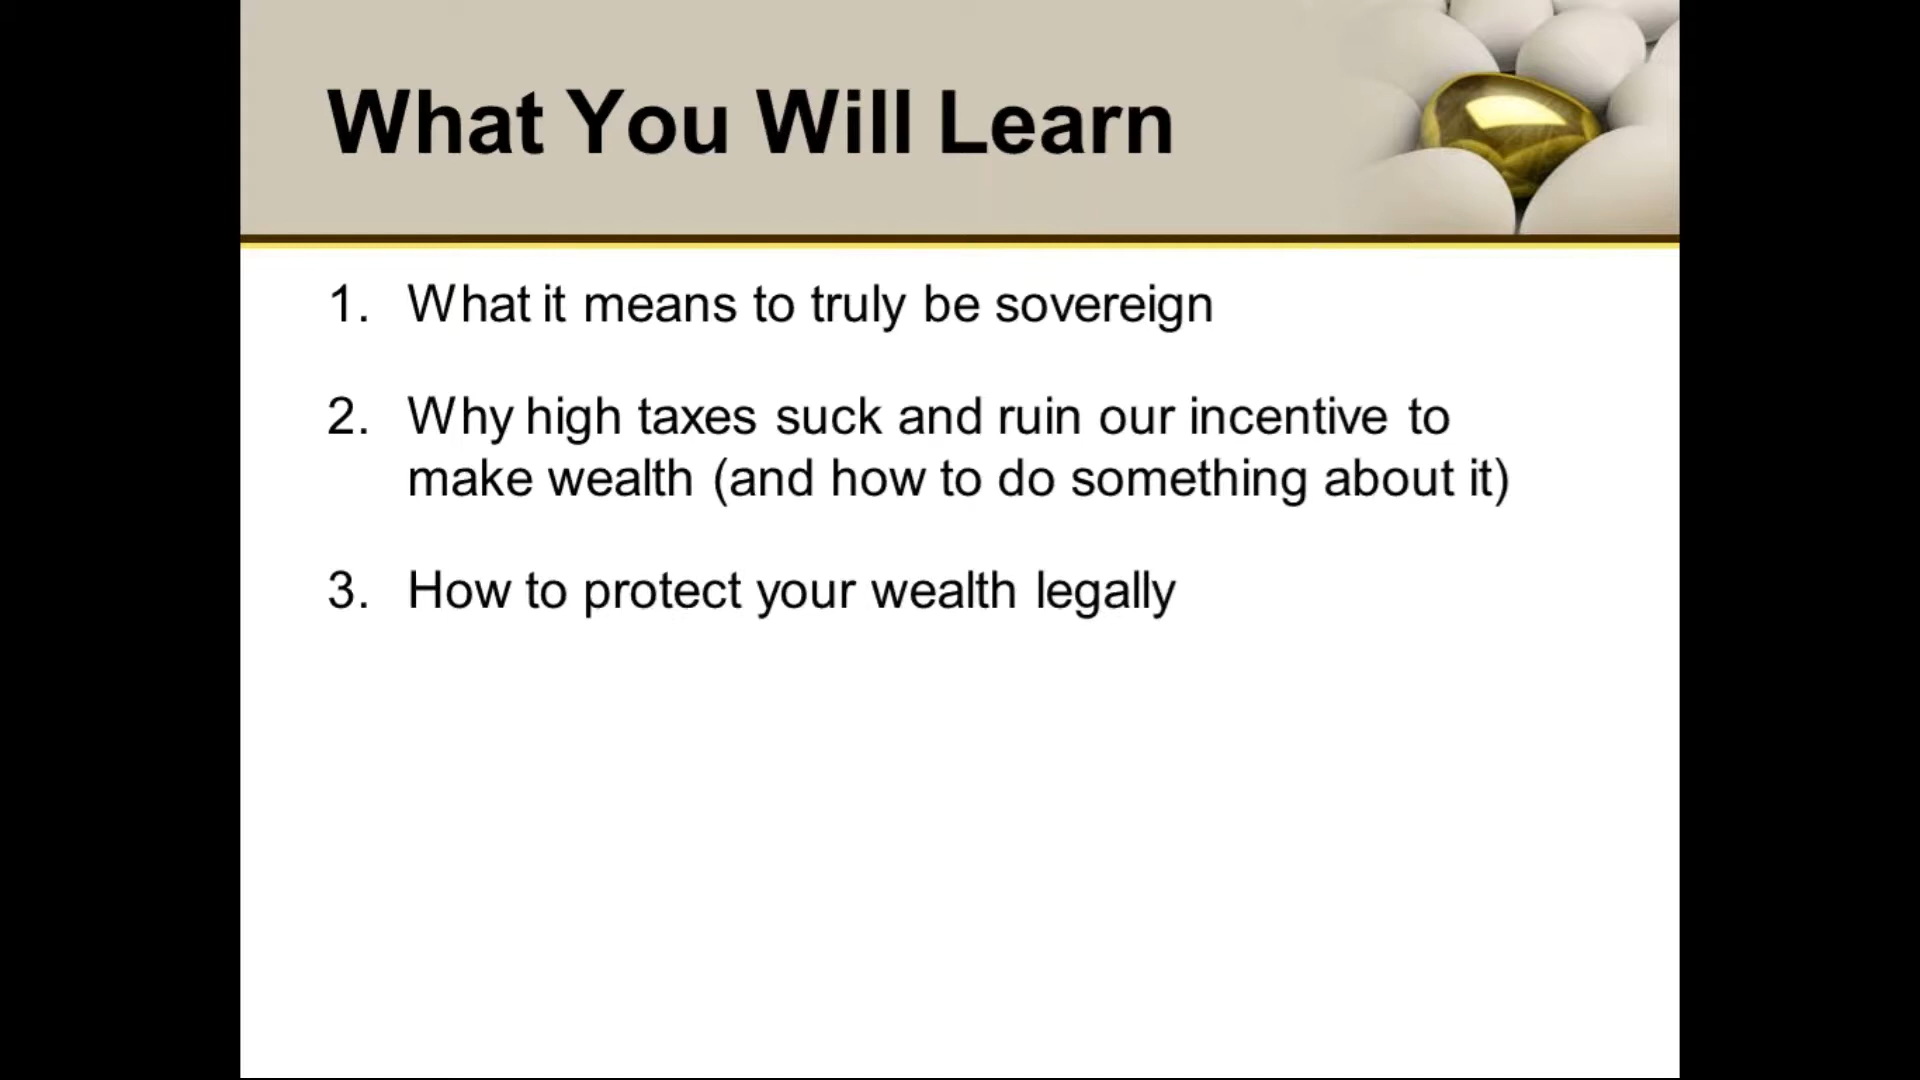 What You Will Learn
1. What it means to truly be sovereign
2. Why high taxes suck and ruin our incentive to
make wealth (and how to do something about it)
3. How to protect your wealth legally